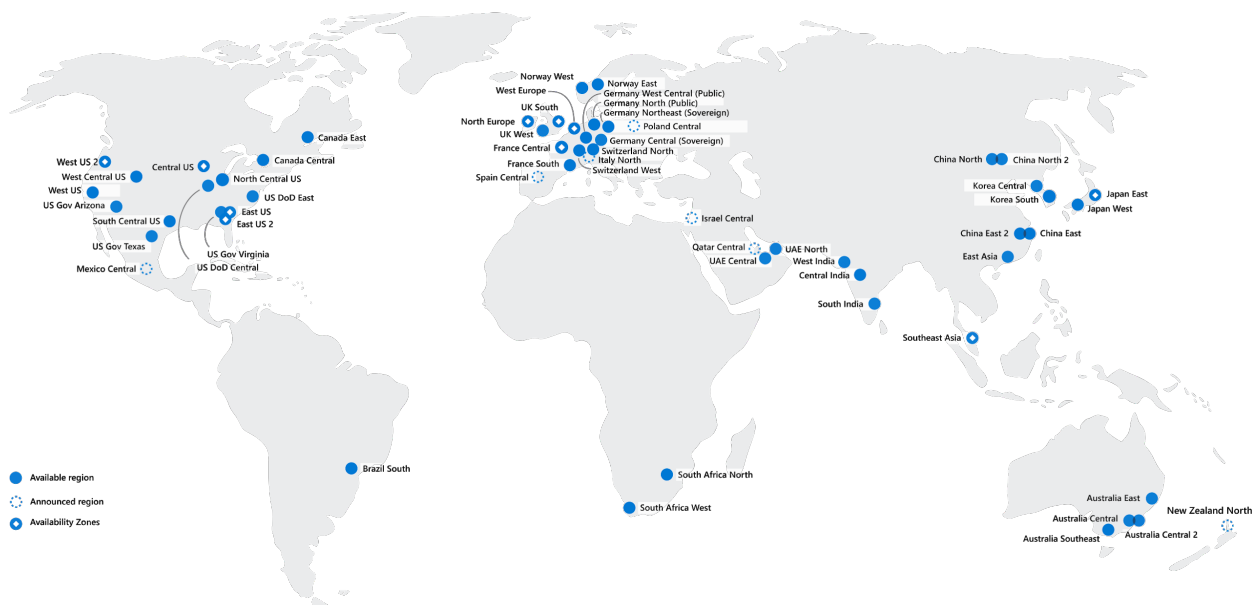 Norway West
Norway East
West Europe
Germany West Central (Public)
Germany North (Public)
UK South
Germany Northeast (Sovereign)
North Europe
Poland Central
UK West
Canada East
Germany Central (Sovereign)
France Central
Switzerland North
Italy North
France South
Switzerland West
Spain Central
West US 2
Central US
Canada Central
West Central US
North Central US
West US
US DoD East
US Gov Arizona
South Central US
East US
East US 2
US Gov Texas
US Gov Virginia
Mexico Central
US DoD Central
China North
China North 2
Korea Central
Korea South
Japan East
Japan West
Israel Central
China East 2
China East
Qatar Central
UAE North
UAE Central
West India
East Asia
Central India
South India
Southeast Asia
Brazil South
South Africa North
South Africa West
Available region
Announced region
Availability Zones
Australia East
New Zealand North
Australia Central
Australia Central 2
Australia Southeast